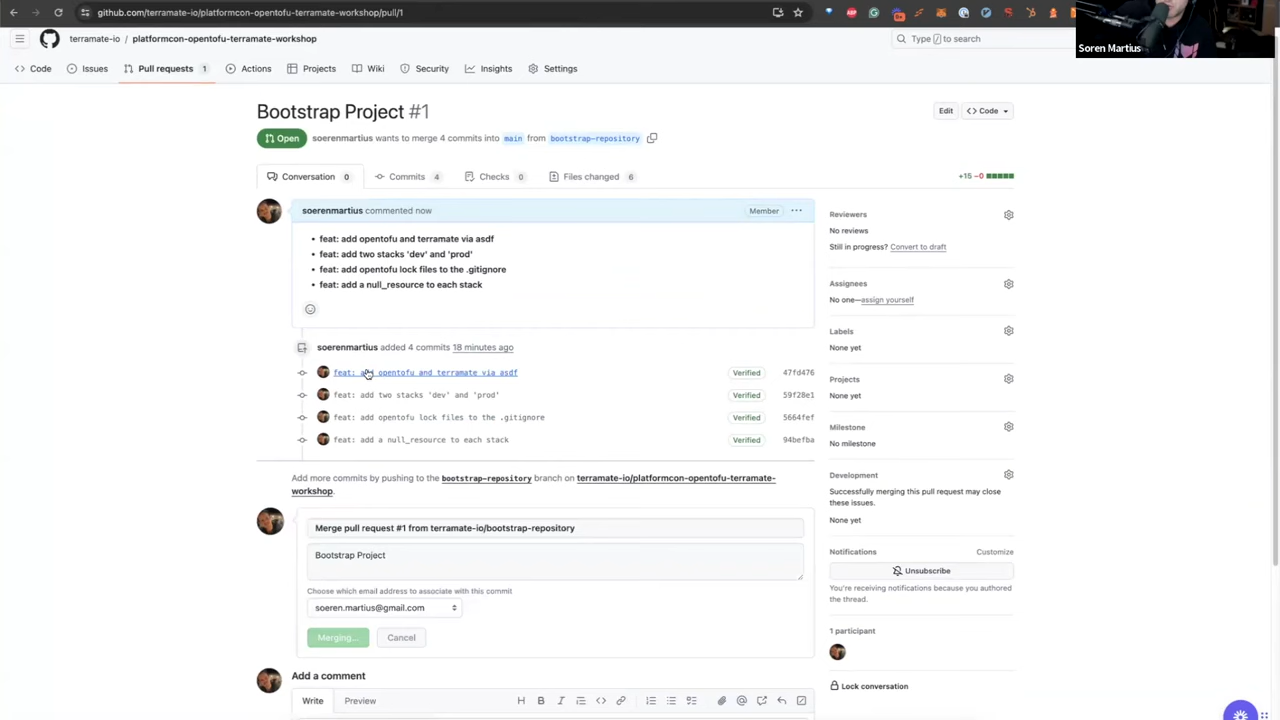 github.com/terramate-io/platformcon-opentofu-terramate-workshop/pull/1
terramate-io / platformcon-opentofu-terramate-workshop
Type / to search
Soren Martius
Code
Issues
Pull requests 1
Actions
Projects
Wiki
Security
Insights
Settings
Bootstrap Project #1
Edit
<> Code
Open
soerenmartius wants to merge 4 commits into main from bootstrap-repository
Conversation 0
Commits 4
Checks 0
Files changed 6
+15 −0
soerenmartius commented now
Member
• feat: add opentofu and terramate via asdf
• feat: add two stacks 'dev' and 'prod'
• feat: add opentofu lock files to the .gitignore
• feat: add a null_resource to each stack
soerenmartius added 4 commits 18 minutes ago
feat: add opentofu and terramate via asdf
Verified
47fd476
feat: add two stacks 'dev' and 'prod'
Verified
59f28e1
feat: add opentofu lock files to the .gitignore
Verified
5664fef
feat: add a null_resource to each stack
Verified
94befba
Add more commits by pushing to the bootstrap-repository branch on terramate-io/platformcon-opentofu-terramate-
workshop.
Merge pull request #1 from terramate-io/bootstrap-repository
Bootstrap Project
Choose which email address to associate with this commit
soeren.martius@gmail.com
Merging...
Cancel
Add a comment
Write
Preview
H B I
Reviewers
No reviews
Still in progress? Convert to draft
Assignees
No one—assign yourself
Labels
None yet
Projects
None yet
Milestone
No milestone
Development
Successfully merging this pull request may close
these issues.
None yet
Notifications
Customize
Unsubscribe
You're receiving notifications because you authored
the thread.
1 participant
Lock conversation